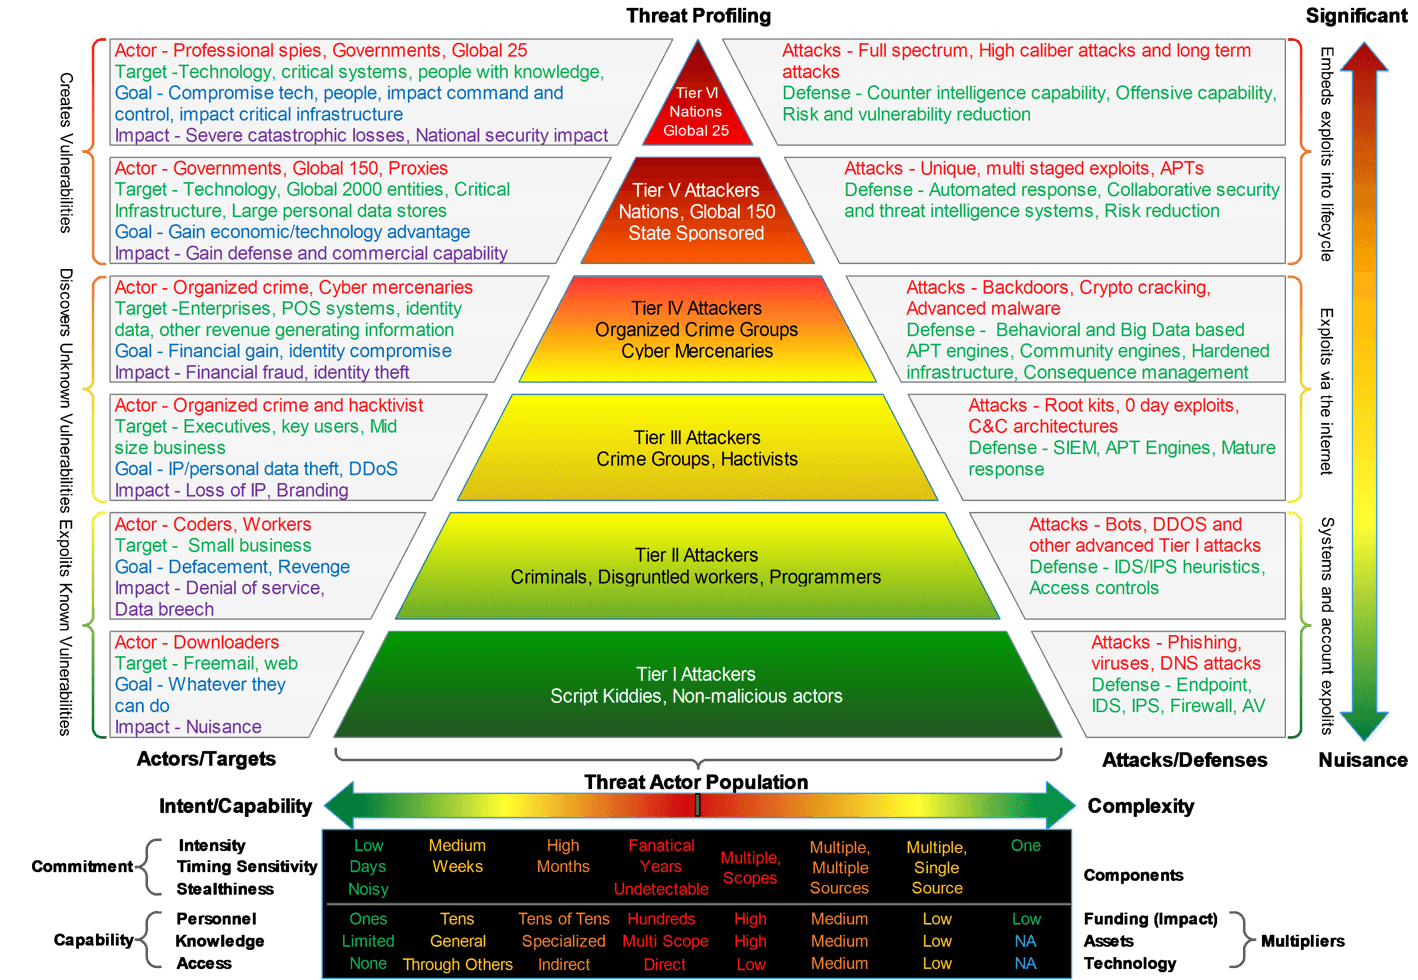 Threat Profiling
Significant
Creates Vulnerabilities
Actor - Professional spies, Governments, Global 25
Target -Technology, critical systems, people with knowledge,
Goal - Compromise tech, people, impact command and
control, impact critical infrastructure
Impact - Severe catastrophic losses, National security impact
Tier VI
Nations
Global 25
Attacks - Full spectrum, High caliber attacks and long term
attacks
Defense - Counter intelligence capability, Offensive capability,
Risk and vulnerability reduction
Embeds exploits into lifecycle
Actor - Governments, Global 150, Proxies
Target - Technology, Global 2000 entities, Critical
Infrastructure, Large personal data stores
Goal - Gain economic/technology advantage
Impact - Gain defense and commercial capability
Tier V Attackers
Nations, Global 150
State Sponsored
Attacks - Unique, multi staged exploits, APTs
Defense - Automated response, Collaborative security
and threat intelligence systems, Risk reduction
Discovers Unknown Vulnerabilities
Actor - Organized crime, Cyber mercenaries
Target -Enterprises, POS systems, identity
data, other revenue generating information
Goal - Financial gain, identity compromise
Impact - Financial fraud, identity theft
Tier IV Attackers
Organized Crime Groups
Cyber Mercenaries
Attacks - Backdoors, Crypto cracking,
Advanced malware
Defense - Behavioral and Big Data based
APT engines, Community engines, Hardened
infrastructure, Consequence management
Exploits via the internet
Actor - Organized crime and hacktivist
Target - Executives, key users, Mid
size business
Goal - IP/personal data theft, DDoS
Impact - Loss of IP, Branding
Tier III Attackers
Crime Groups, Hactivists
Attacks - Root kits, 0 day exploits,
C&C architectures
Defense - SIEM, APT Engines, Mature
response
Expolits Known Vulnerabilities
Actor - Coders, Workers
Target - Small business
Goal - Defacement, Revenge
Impact - Denial of service,
Data breech
Tier II Attackers
Criminals, Disgruntled workers, Programmers
Attacks - Bots, DDOS and
other advanced Tier I attacks
Defense - IDS/IPS heuristics,
Access controls
Systems and account expolits
Actor - Downloaders
Target - Freemail, web
Goal - Whatever they
can do
Impact - Nuisance
Tier I Attackers
Script Kiddies, Non-malicious actors
Attacks - Phishing,
viruses, DNS attacks
Defense - Endpoint,
IDS, IPS, Firewall, AV
Actors/Targets
Attacks/Defenses
Nuisance
Threat Actor Population
Intent/Capability
Complexity
Commitment
Intensity
Timing Sensitivity
Stealthiness
Low
Days
Noisy
Medium
Weeks
High
Months
Fanatical
Years
Undetectable
Multiple,
Scopes
Multiple,
Multiple
Sources
Multiple,
Single
Source
One
Components
Capability
Personnel
Knowledge
Access
Ones
Limited
None
Tens
General
Through Others
Tens of Tens
Specialized
Indirect
Hundreds
Multi Scope
Direct
High
High
Low
Medium
Medium
Medium
Low
Low
Low
Low
NA
NA
Funding (Impact)
Assets
Technology
Multipliers